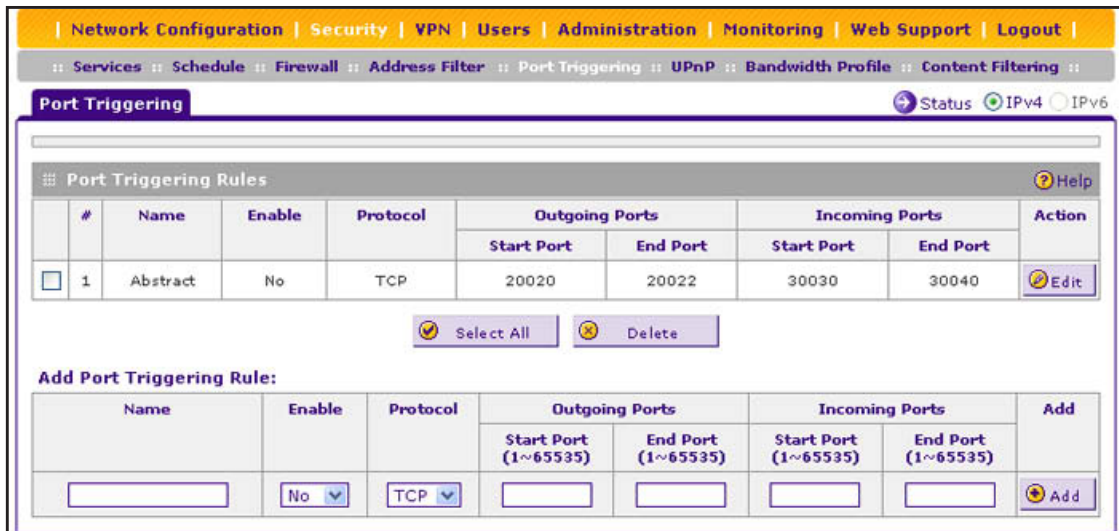 | Network Configuration | Security | VPN | Users | Administration | Monitoring | Web Support | Logout |
:: Services :: Schedule :: Firewall :: Address Filter :: Port Triggering :: UPnP :: Bandwidth Profile :: Content Filtering ::
Port Triggering Status IPv4 IPv6
Port Triggering Rules Help
# Name Enable Protocol Outgoing Ports Incoming Ports Action
Start Port End Port Start Port End Port
1 Abstract No TCP 20020 20022 30030 30040 Edit
Select All Delete
Add Port Triggering Rule:
Name Enable Protocol Outgoing Ports Incoming Ports Add
Start Port End Port Start Port End Port
(1~65535) (1~65535) (1~65535) (1~65535)
No TCP Add